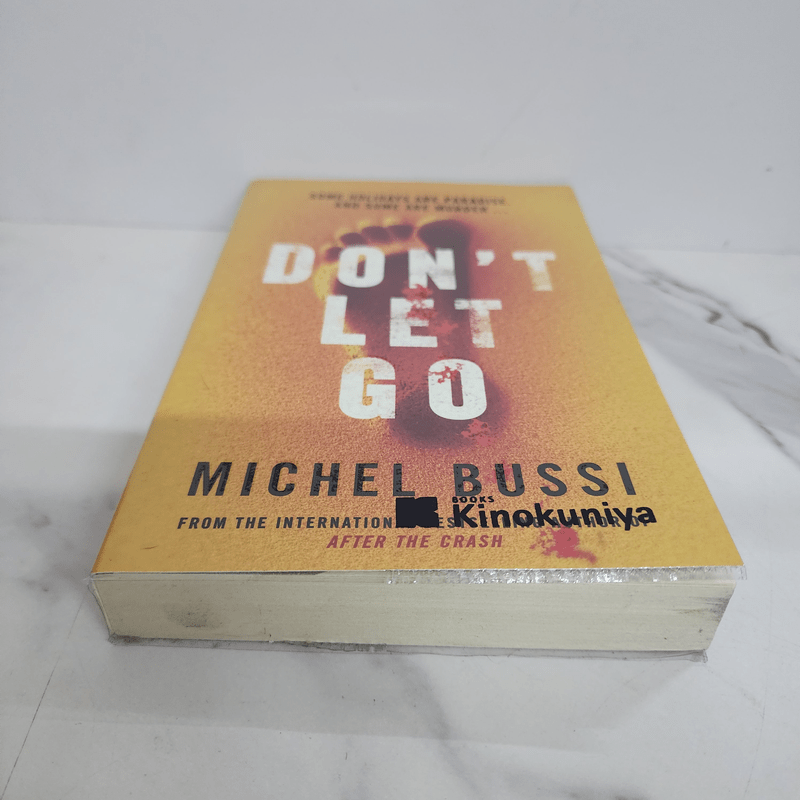 SOME HOLIDAYS ARE PARADISE,
AND SOME ARE MURDER ...
DON'T
LET
GO
MICHEL BUSSI
BOOKS
Kinokuniya
FROM THE INTERNATION
AFTER THE CRASH